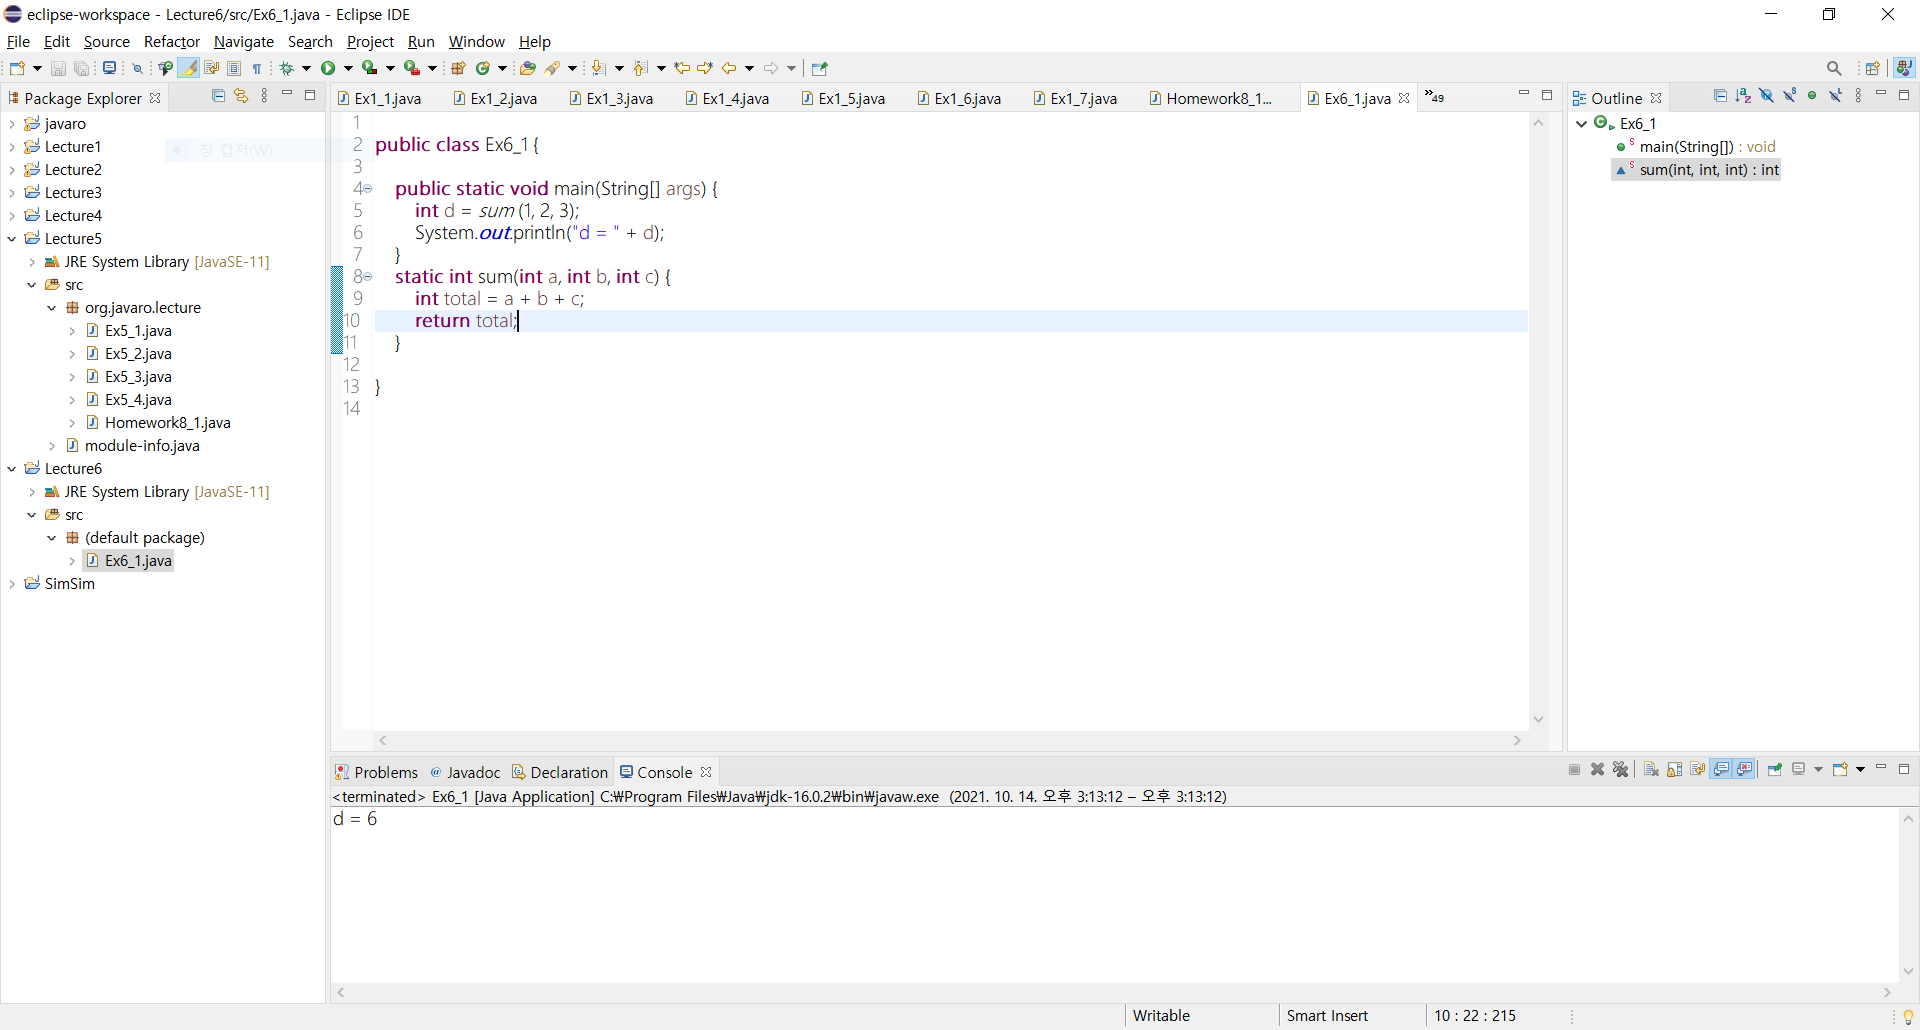 eclipse-workspace - Lecture6/src/Ex6_1.java - Eclipse IDE
File Edit Source Refactor Navigate Search Project Run Window Help
Package Explorer
javaro
Lecture1
Lecture2
Lecture3
Lecture4
Lecture5
JRE System Library [JavaSE-11]
src
org.javaro.lecture
Ex5_1.java
Ex5_2.java
Ex5_3.java
Ex5_4.java
Homework8_1.java
module-info.java
Lecture6
JRE System Library [JavaSE-11]
src
(default package)
Ex6_1.java
SimSim
창 캡처(W)
Ex1_1.java Ex1_2.java Ex1_3.java Ex1_4.java Ex1_5.java Ex1_6.java Ex1_7.java Homework8_1... Ex6_1.java »49
1
2 public class Ex6_1 {
3
4 public static void main(String[] args) {
5 int d = sum (1, 2, 3);
6 System.out.println("d = " + d);
7 }
8 static int sum(int a, int b, int c) {
9 int total = a + b + c;
10 return total;
11 }
12
13 }
14
Outline
Ex6_1
main(String[]) : void
sum(int, int, int) : int
Problems @ Javadoc Declaration Console
<terminated> Ex6_1 [Java Application] C:₩Program Files₩Java₩jdk-16.0.2₩bin₩javaw.exe (2021. 10. 14. 오후 3:13:12 – 오후 3:13:12)
d = 6
Writable Smart Insert 10 : 22 : 215